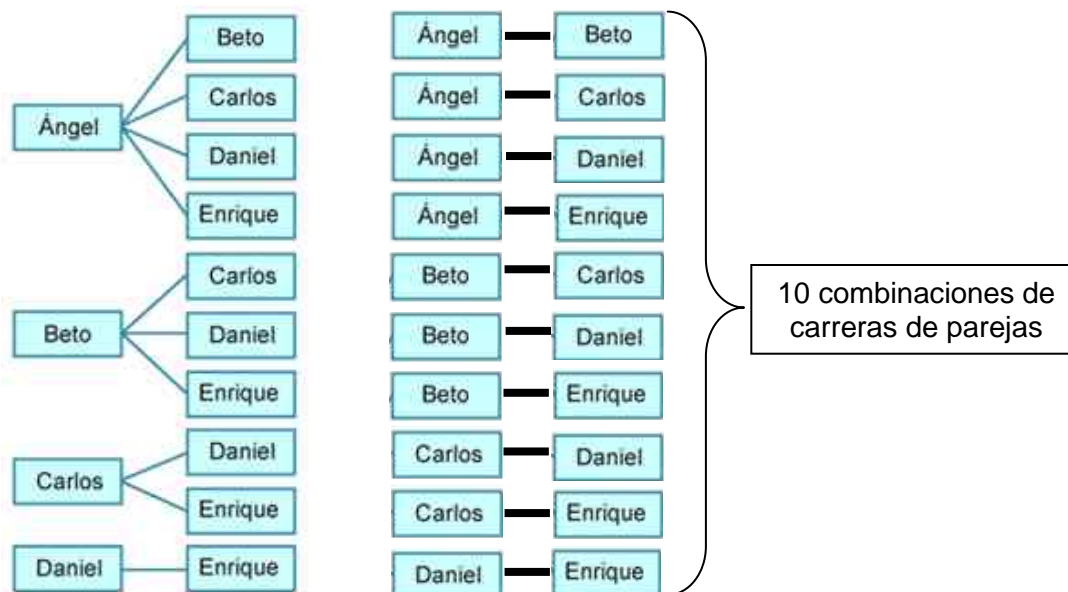 Ángel
Beto
Carlos
Daniel
Enrique
Beto
Carlos
Daniel
Enrique
Carlos
Daniel
Enrique
Daniel
Enrique
Ángel Beto
Ángel Carlos
Ángel Daniel
Ángel Enrique
Beto Carlos
Beto Daniel
Beto Enrique
Carlos Daniel
Carlos Enrique
Daniel Enrique
10 combinaciones de
carreras de parejas